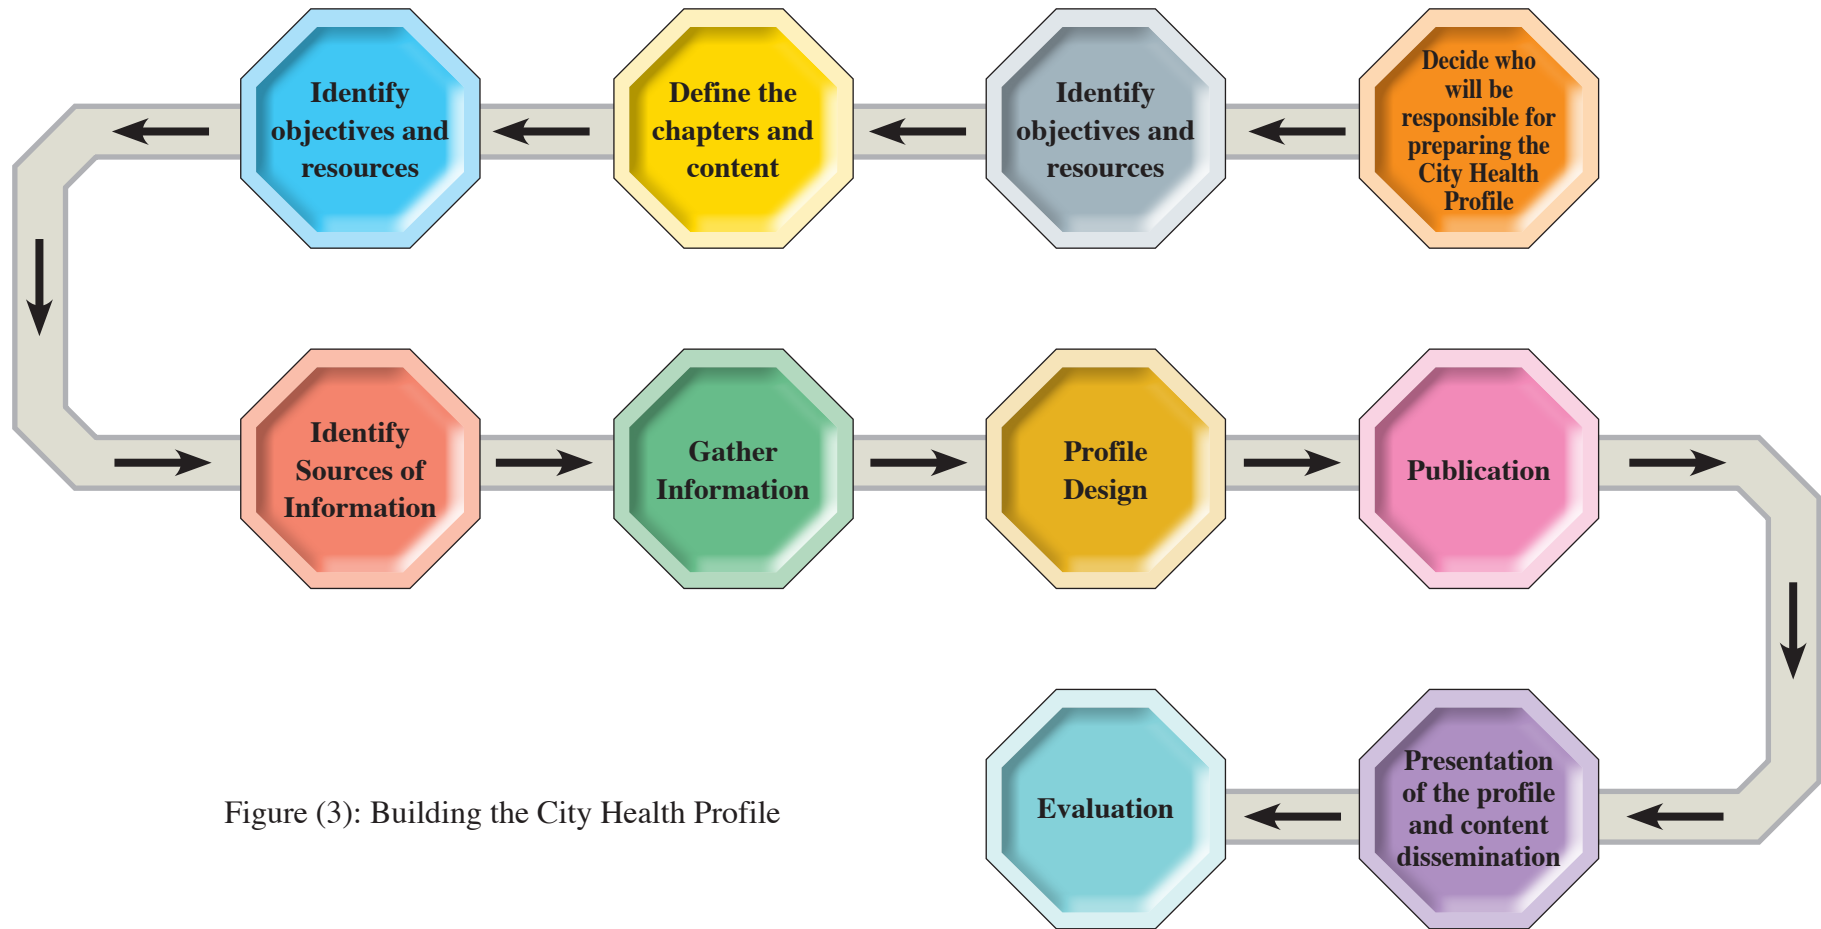 Decide who
will be
responsible for
preparing the
City Health
Profile
Identify
objectives and
resources
Define the
chapters and
content
Identify
objectives and
resources
Identify
Sources of
Information
Gather
Information
Profile
Design
Publication
Presentation
of the profile
and content
dissemination
Evaluation
Figure (3): Building the City Health Profile